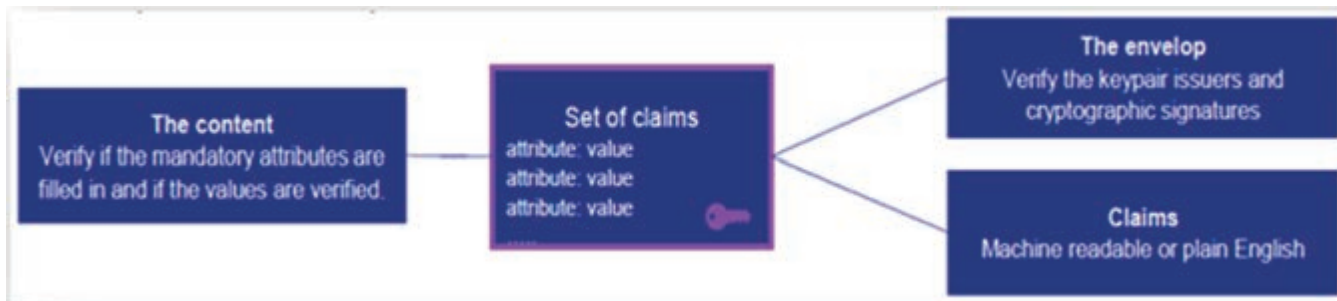 The content
Verify if the mandatory attributes are
filled in and if the values are verified.
Set of claims
attribute: value
attribute: value
attribute: value
.....
The envelop
Verify the keypair issuers and
cryptographic signatures
Claims
Machine readable or plain English